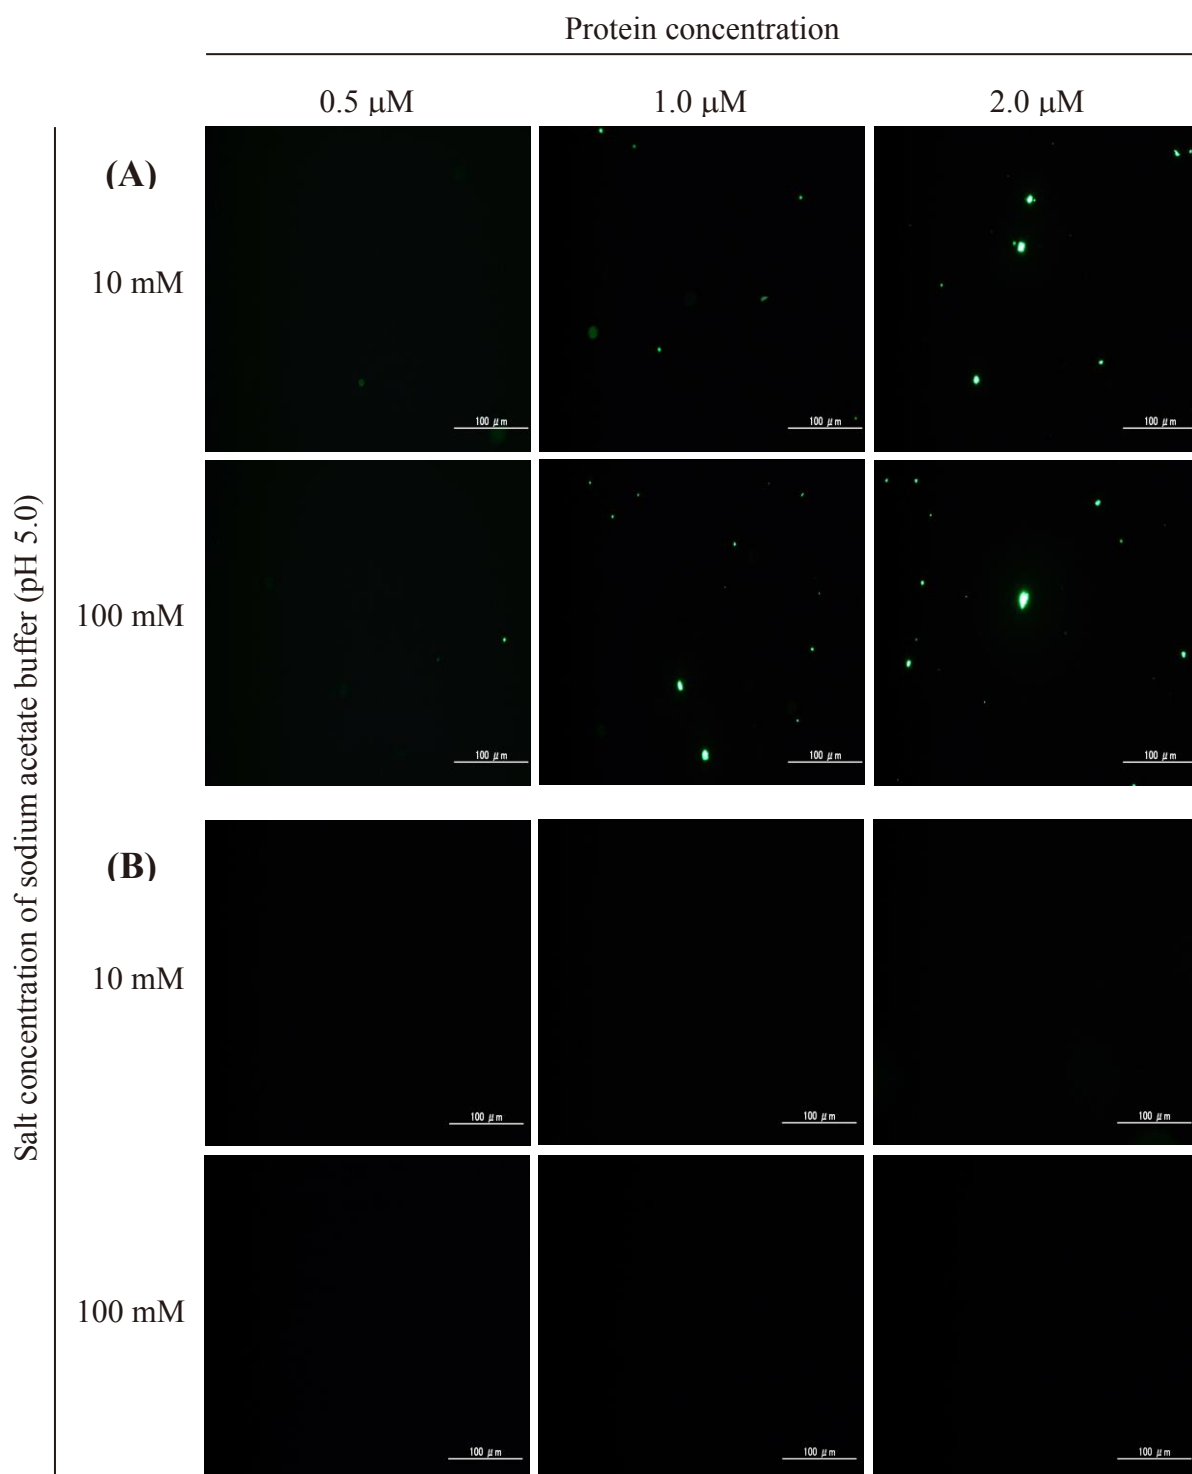 Protein concentration
0.5 μM 1.0 μM 2.0 μM
Salt concentration of sodium acetate buffer (pH 5.0)
(A)
10 mM
100 μm 100 μm 100 μm
100 mM
100 μm 100 μm 100 μm
(B)
10 mM
100 μm 100 μm 100 μm
100 mM
100 μm 100 μm 100 μm